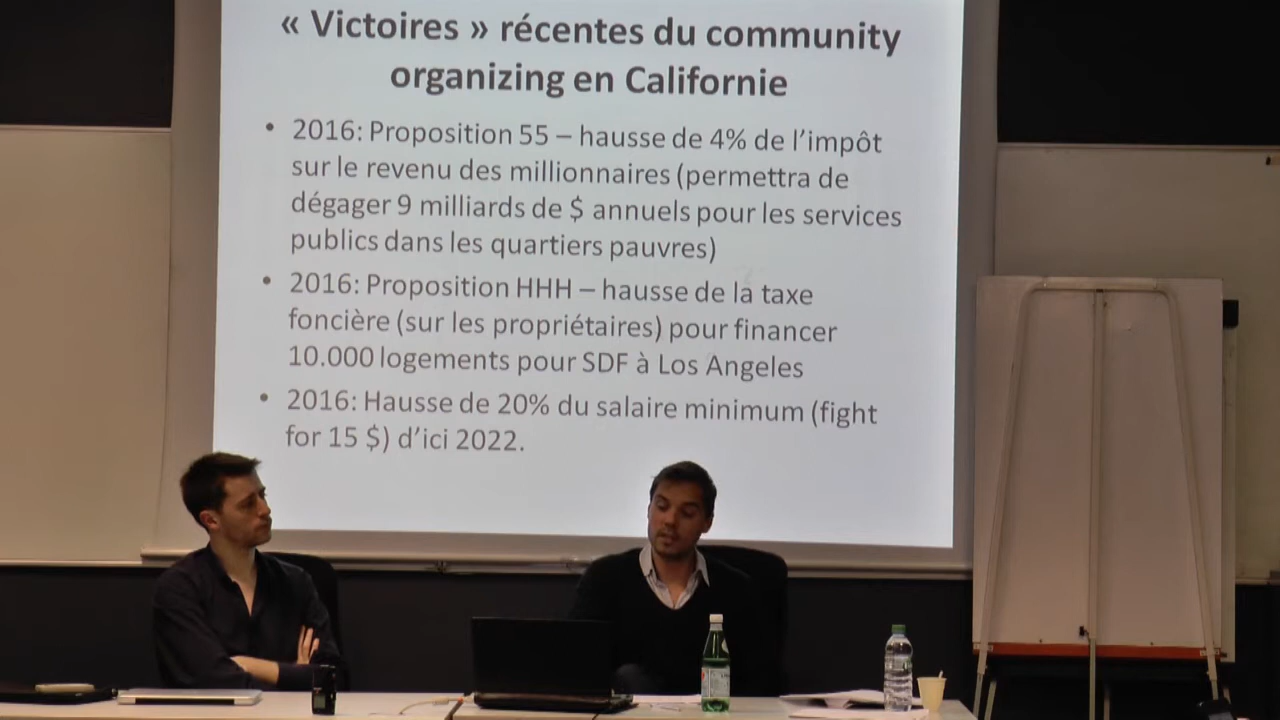 « Victoires » récentes du community
organizing en Californie
• 2016: Proposition 55 – hausse de 4% de l’impôt
sur le revenu des millionnaires (permettra de
dégager 9 milliards de $ annuels pour les services
publics dans les quartiers pauvres)
• 2016: Proposition HHH – hausse de la taxe
foncière (sur les propriétaires) pour financer
10.000 logements pour SDF à Los Angeles
• 2016: Hausse de 20% du salaire minimum (fight
for 15 $) d’ici 2022.